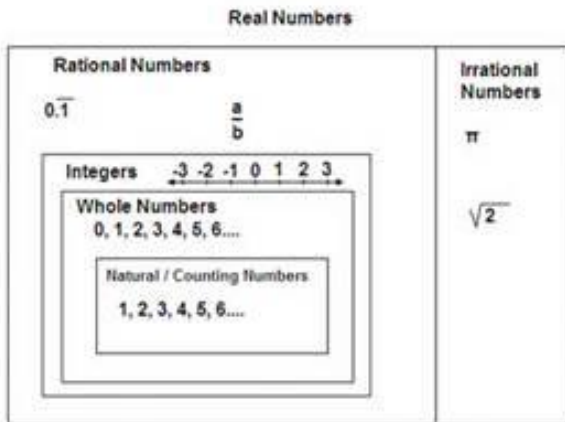 Real Numbers
Rational Numbers
0.1̅
a
b
Integers -3 -2 -1 0 1 2 3
Whole Numbers
0, 1, 2, 3, 4, 5, 6....
Natural / Counting Numbers
1, 2, 3, 4, 5, 6....
Irrational
Numbers
π
√2